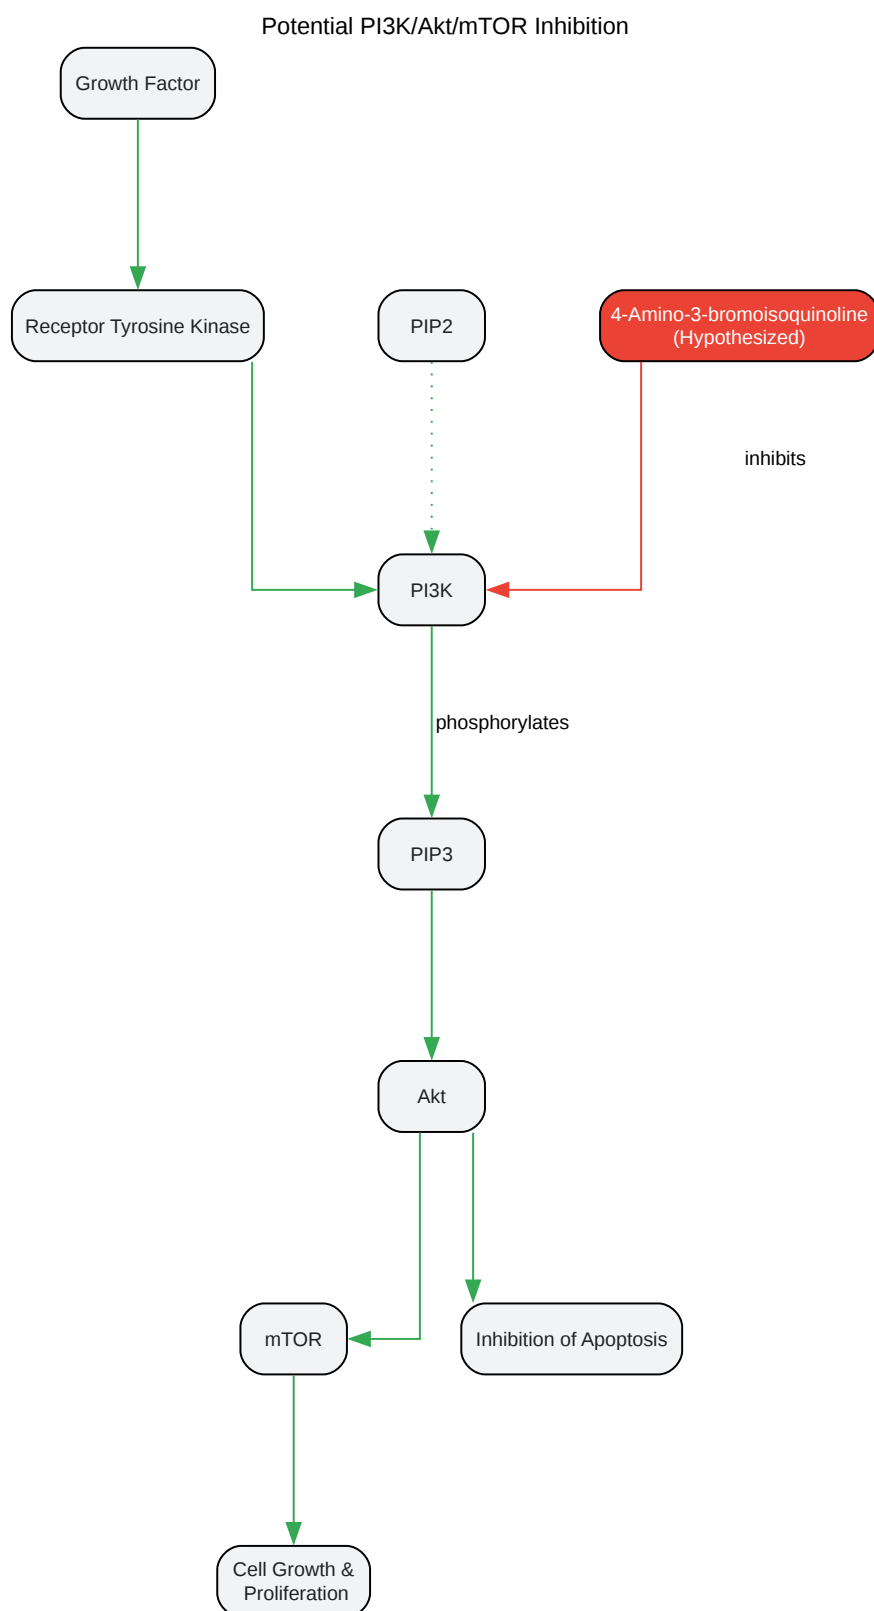 Potential PI3K/Akt/mTOR Inhibition
Growth Factor
Receptor Tyrosine Kinase
PIP2
4-Amino-3-bromoisoquinoline
(Hypothesized)
inhibits
PI3K
phosphorylates
PIP3
Akt
mTOR
Inhibition of Apoptosis
Cell Growth &
Proliferation